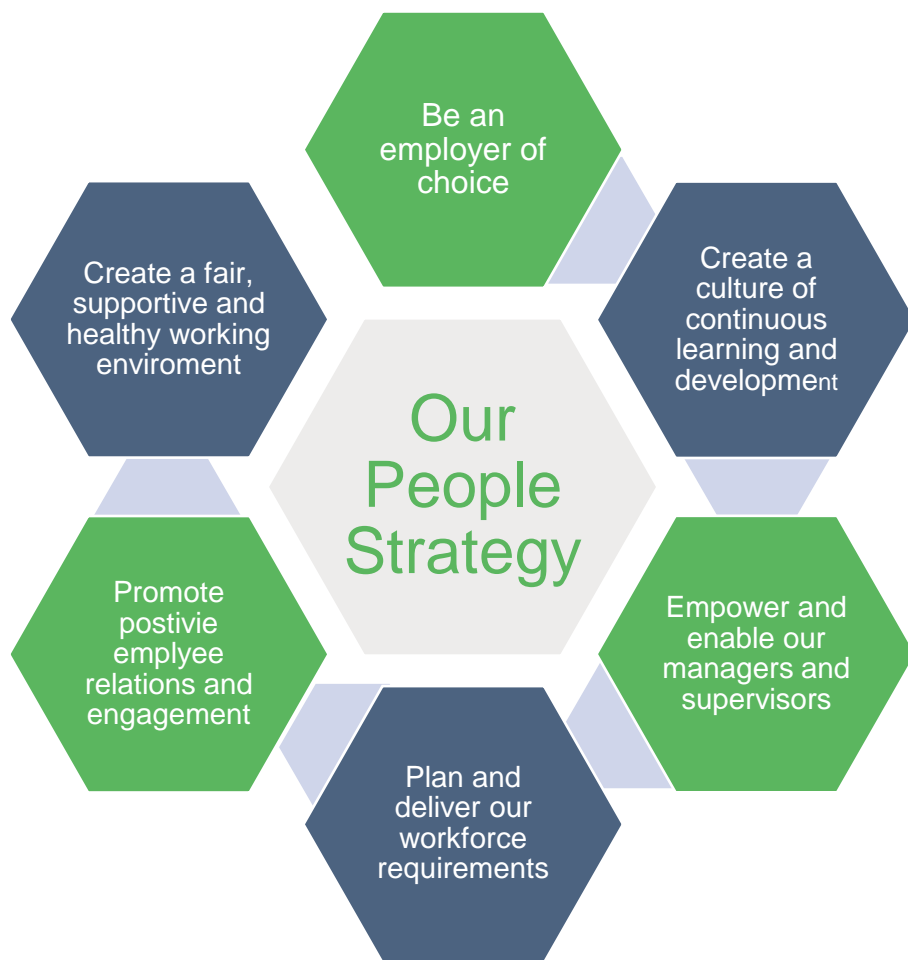 Be an
employer of
choice
Create a
culture of
continuous
learning and
development
Empower and
enable our
managers and
supervisors
Plan and
deliver our
workforce
requirements
Promote
postivie
emplyee
relations and
engagement
Create a fair,
supportive and
healthy working
enviroment
Our
People
Strategy